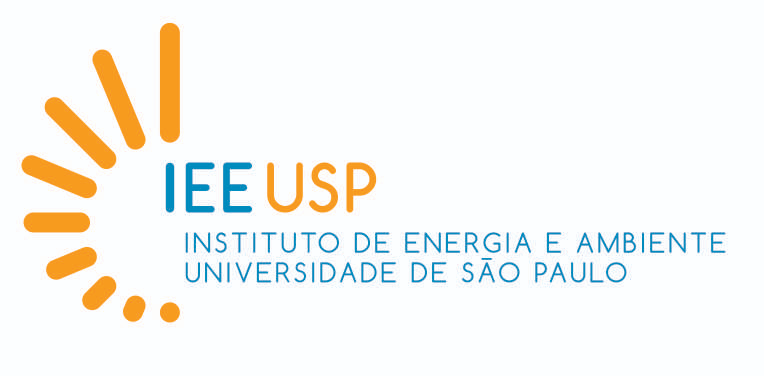 IEE USP
INSTITUTO DE ENERGIA E AMBIENTE
UNIVERSIDADE DE SÃO PAULO